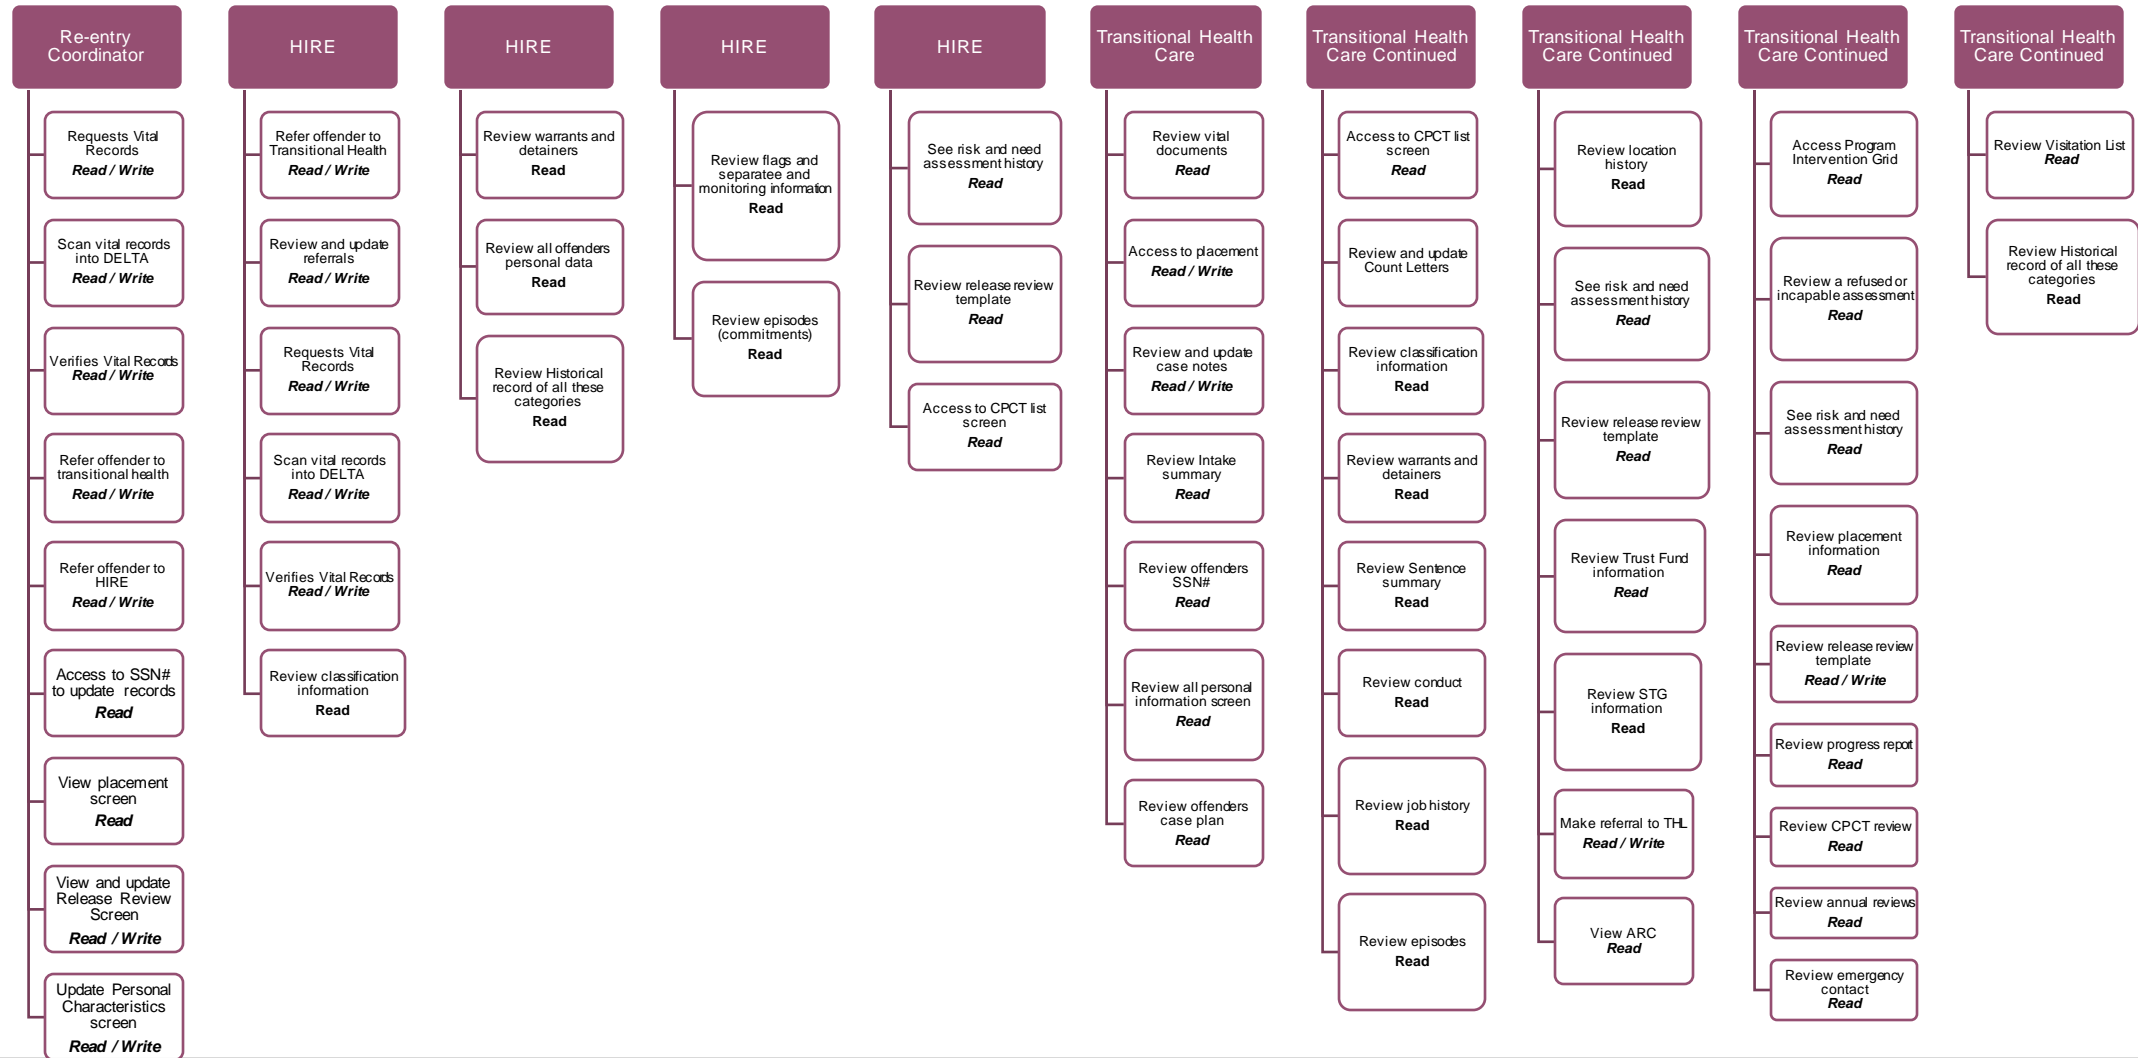 Re-entry
Coordinator
Requests Vital
Records
Read / Write
Scan vital records
into DELTA
Read / Write
Verifies Vital Records
Read / Write
Refer offender to
transitional health
Read / Write
Refer offender to
HIRE
Read / Write
Access to SSN#
to update records
Read
View placement
screen
Read
View and update
Release Review
Screen
Read / Write
Update Personal
Characteristics
screen
Read / Write
HIRE
Refer offender to
Transitional Health
Read / Write
Review and update
referrals
Read / Write
Requests Vital
Records
Read / Write
Scan vital records
into DELTA
Read / Write
Verifies Vital Records
Read / Write
Review classification
information
Read
HIRE
Review warrants and
detainers
Read
Review all offenders
personal data
Read
Review Historical
record of all these
categories
Read
HIRE
Review flags and
separatee and
monitoring information
Read
Review episodes
(commitments)
Read
HIRE
See risk and need
assessment history
Read
Review release review
template
Read
Access to CPCT list
screen
Read
Transitional Health
Care
Review vital
documents
Read
Access to placement
Read / Write
Review and update
case notes
Read / Write
Review Intake
summary
Read
Review offenders
SSN#
Read
Review all personal
information screen
Read
Review offenders
case plan
Read
Transitional Health
Care Continued
Access to CPCT list
screen
Read
Review and update
Count Letters
Review classification
information
Read
Review warrants and
detainers
Read
Review Sentence
summary
Read
Review conduct
Read
Review job history
Read
Review episodes
Read
Transitional Health
Care Continued
Review location
history
Read
See risk and need
assessment history
Read
Review release review
template
Read
Review Trust Fund
information
Read
Review STG
information
Read
Make referral to THL
Read / Write
View ARC
Read
Transitional Health
Care Continued
Access Program
Intervention Grid
Read
Review a refused or
incapable assessment
Read
See risk and need
assessment history
Read
Review placement
information
Read
Review release review
template
Read / Write
Review progress report
Read
Review CPCT review
Read
Review annual reviews
Read
Review emergency
contact
Read
Transitional Health
Care Continued
Review Visitation List
Read
Review Historical
record of all these
categories
Read